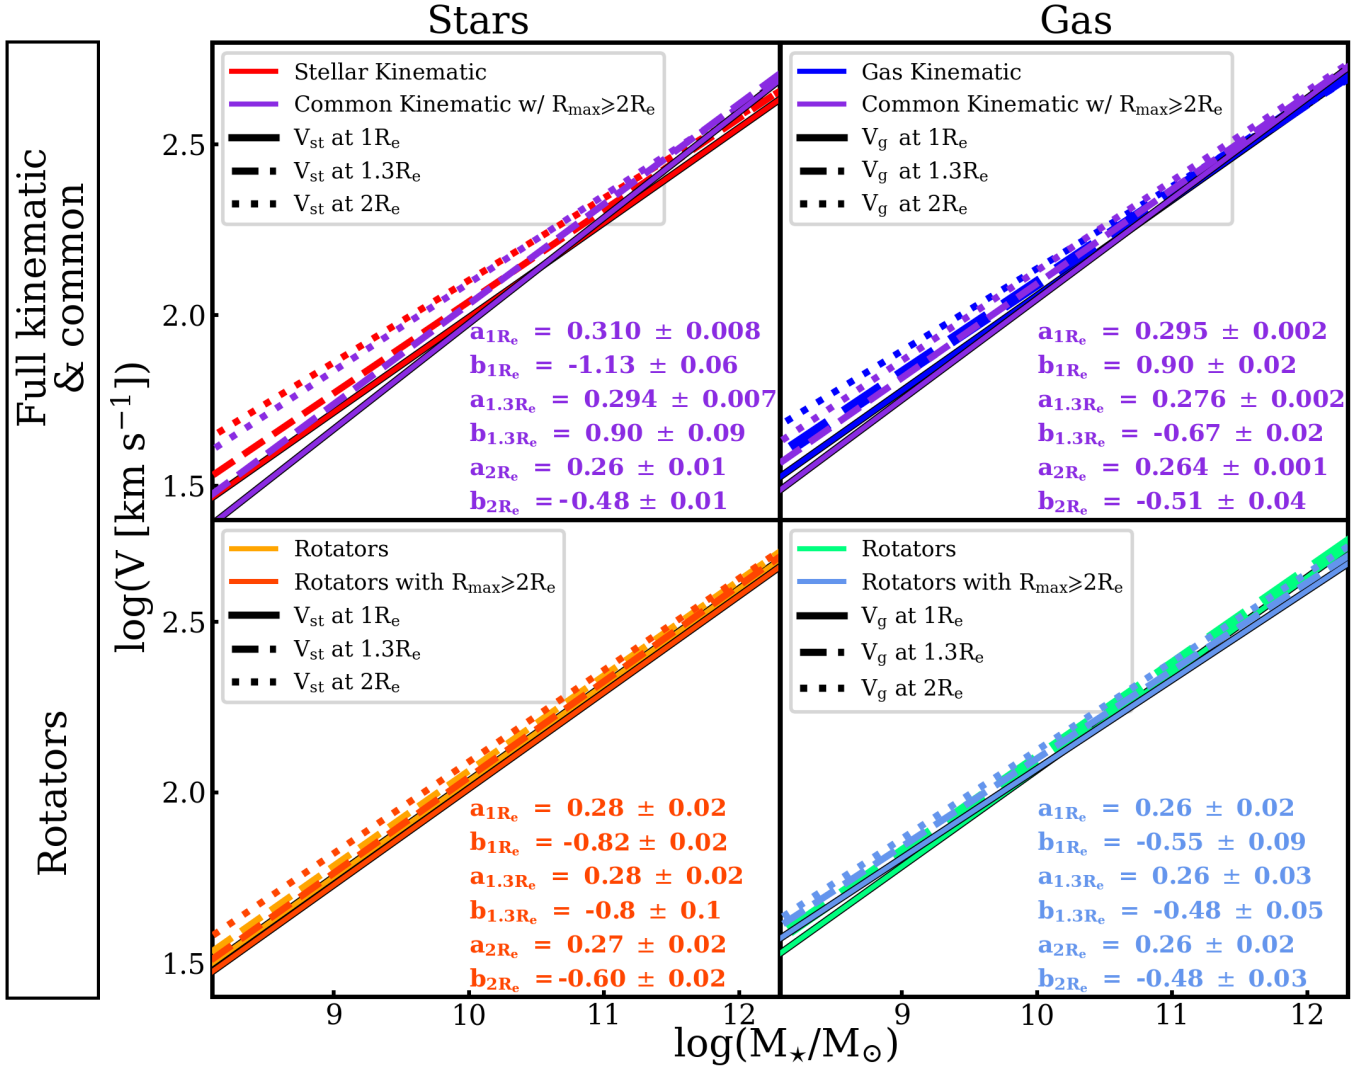 Stars
Gas
Full kinematic
& common
Rotators
log(V [km s⁻¹])
log(M⋆/M⊙)
Stellar Kinematic
Common Kinematic w/ Rmax⩾2Re
Vst at 1Re
Vst at 1.3Re
Vst at 2Re
a1Re = 0.310 ± 0.008
b1Re = -1.13 ± 0.06
a1.3Re = 0.294 ± 0.007
b1.3Re = 0.90 ± 0.09
a2Re = 0.26 ± 0.01
b2Re = -0.48 ± 0.01
2.5
2.0
1.5
Gas Kinematic
Common Kinematic w/ Rmax⩾2Re
Vg at 1Re
Vg at 1.3Re
Vg at 2Re
a1Re = 0.295 ± 0.002
b1Re = 0.90 ± 0.02
a1.3Re = 0.276 ± 0.002
b1.3Re = -0.67 ± 0.02
a2Re = 0.264 ± 0.001
b2Re = -0.51 ± 0.04
Rotators
Rotators with Rmax⩾2Re
Vst at 1Re
Vst at 1.3Re
Vst at 2Re
a1Re = 0.28 ± 0.02
b1Re = -0.82 ± 0.02
a1.3Re = 0.28 ± 0.02
b1.3Re = -0.8 ± 0.1
a2Re = 0.27 ± 0.02
b2Re = -0.60 ± 0.02
2.5
2.0
1.5
9 10 11 12
Rotators
Rotators with Rmax⩾2Re
Vg at 1Re
Vg at 1.3Re
Vg at 2Re
a1Re = 0.26 ± 0.02
b1Re = -0.55 ± 0.09
a1.3Re = 0.26 ± 0.03
b1.3Re = -0.48 ± 0.05
a2Re = 0.26 ± 0.02
b2Re = -0.48 ± 0.03
9 10 11 12